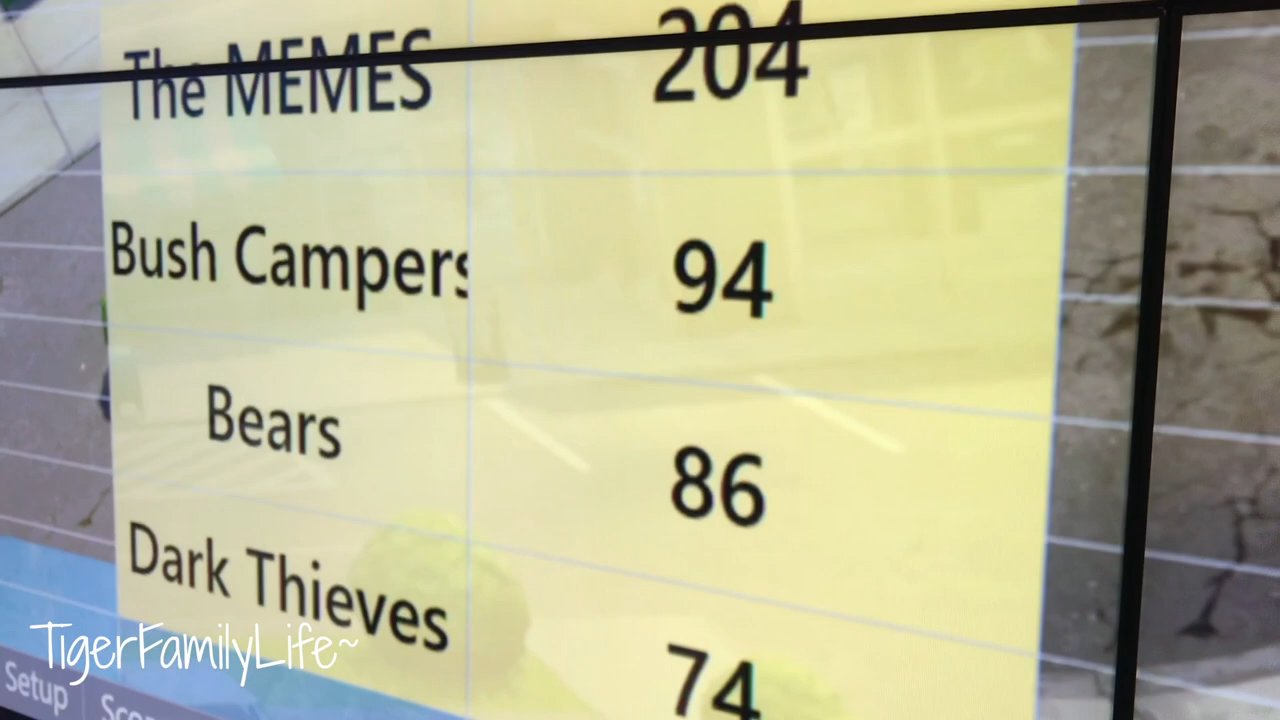 The MEMES 204
Bush Campers 94
Bears 86
Dark Thieves 74
TigerFamilyLife~
Setup